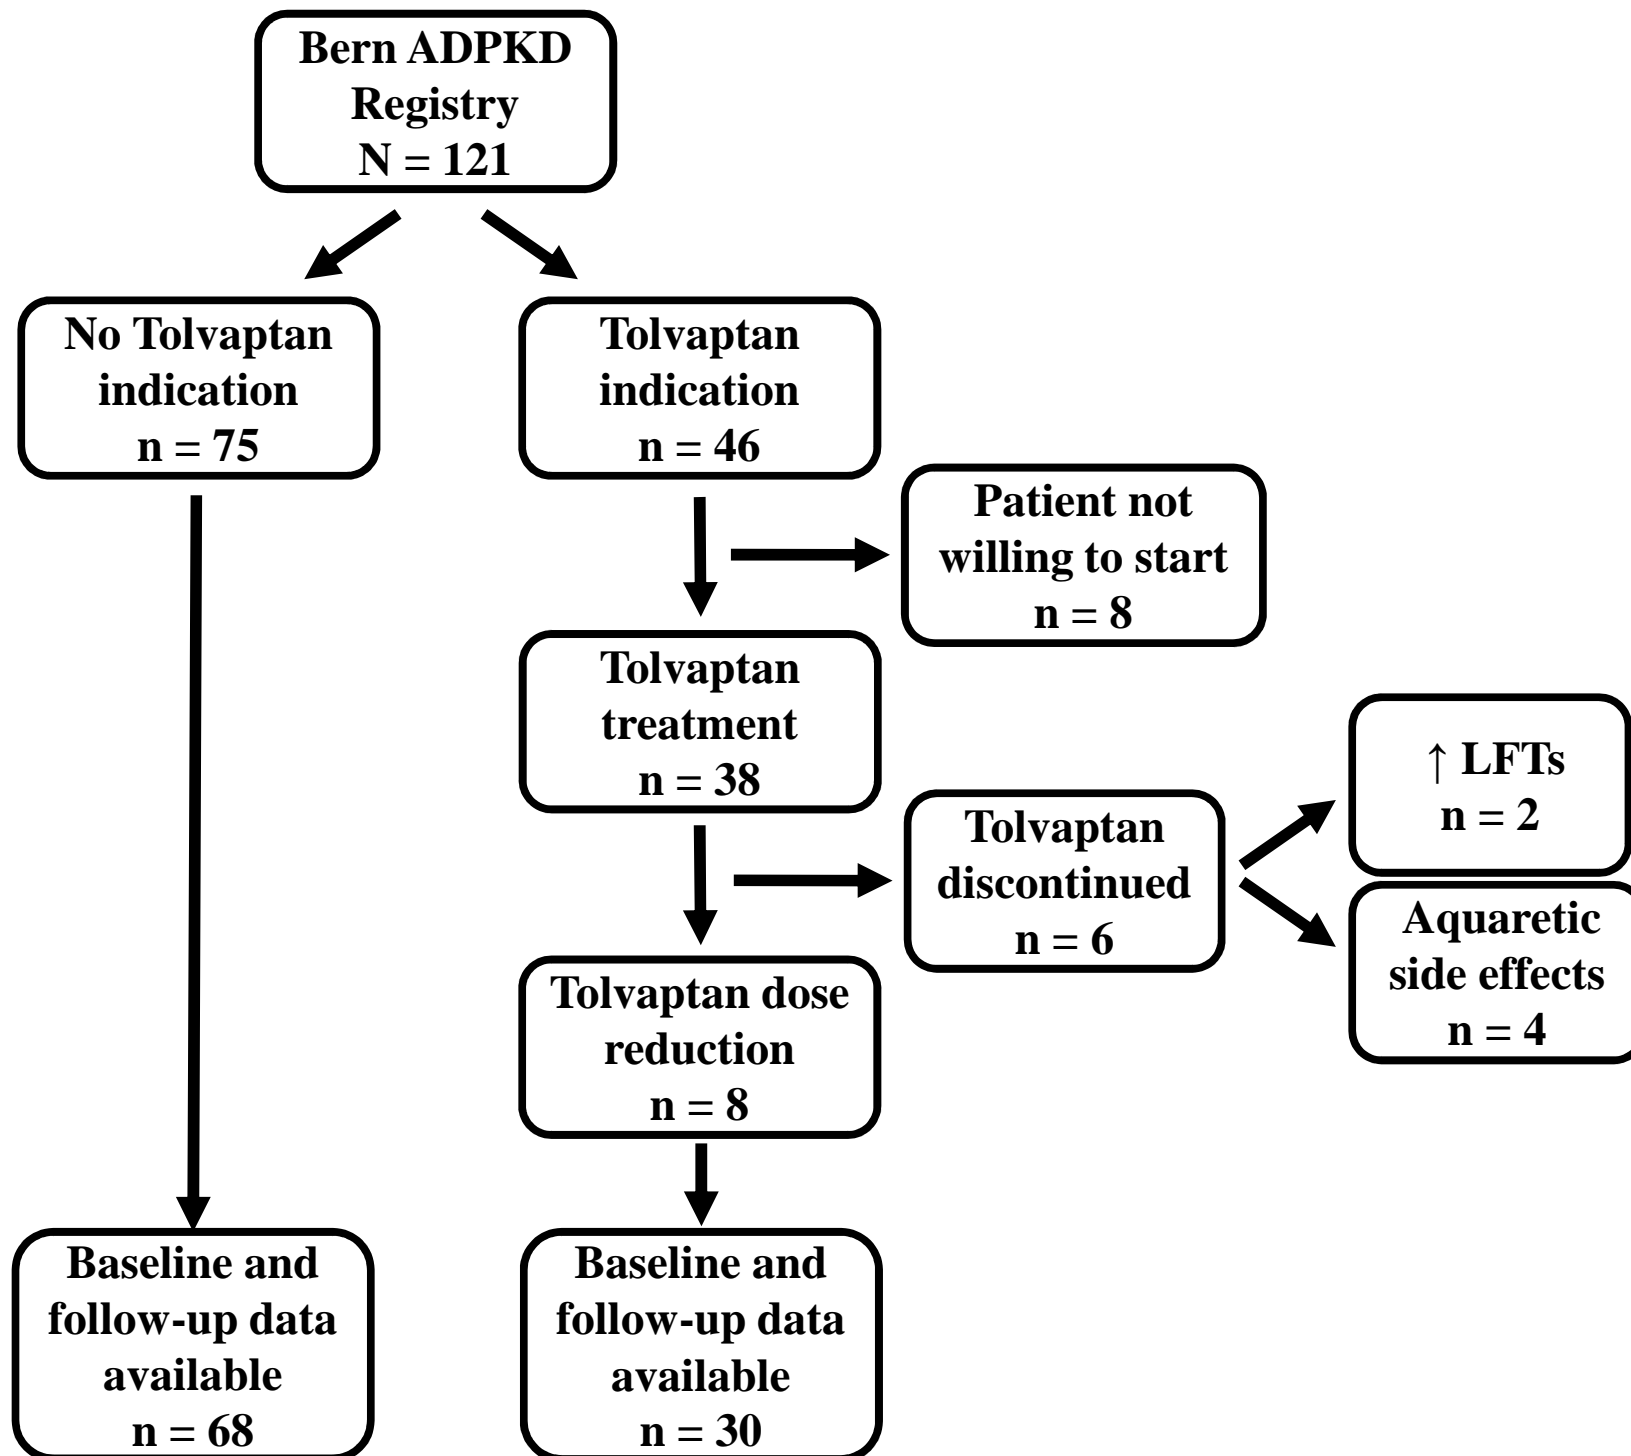 Bern ADPKD
Registry
N = 121
No Tolvaptan
indication
n = 75
Tolvaptan
indication
n = 46
Patient not
willing to start
n = 8
Tolvaptan
treatment
n = 38
Tolvaptan
discontinued
n = 6
↑ LFTs
n = 2
Aquaretic
side effects
n = 4
Tolvaptan dose
reduction
n = 8
Baseline and
follow-up data
available
n = 68
Baseline and
follow-up data
available
n = 30